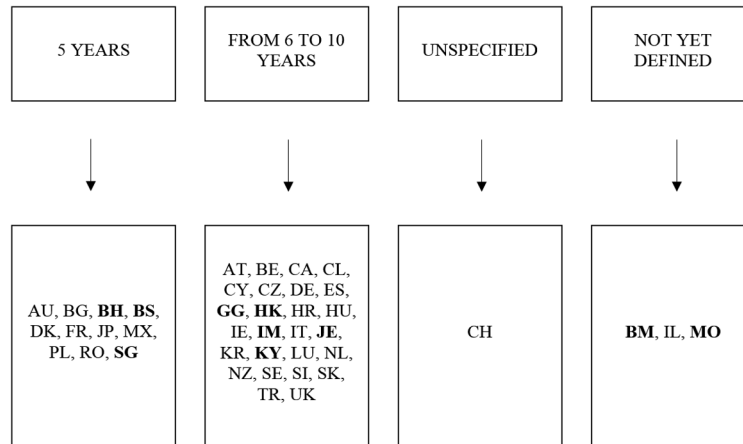 5 YEARS
FROM 6 TO 10
YEARS
UNSPECIFIED
NOT YET
DEFINED
AU, BG, BH, BS,
DK, FR, JP, MX,
PL, RO, SG
AT, BE, CA, CL,
CY, CZ, DE, ES,
GG, HK, HR, HU,
IE, IM, IT, JE,
KR, KY, LU, NL,
NZ, SE, SI, SK,
TR, UK
CH
BM, IL, MO